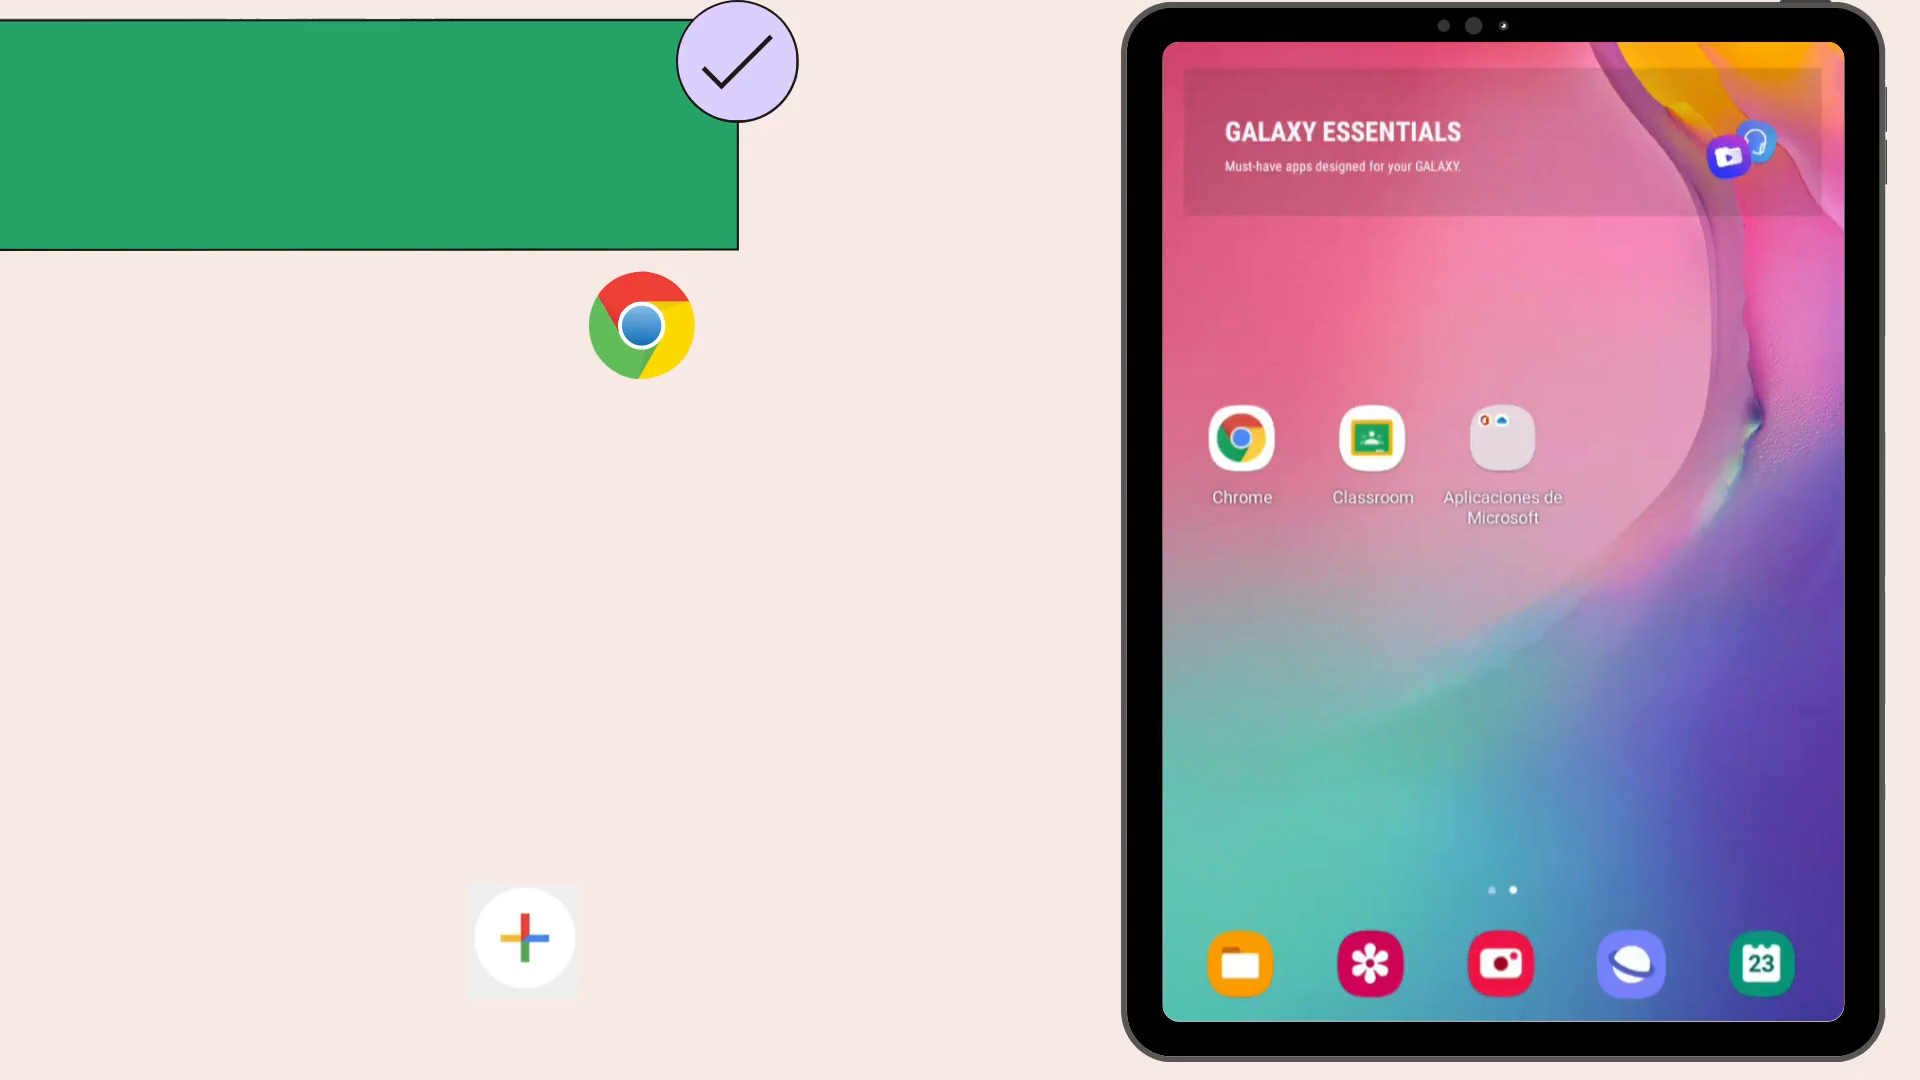 GALAXY ESSENTIALS
Must-have apps designed for your GALAXY.
Chrome
Classroom
Aplicaciones de
Microsoft
23